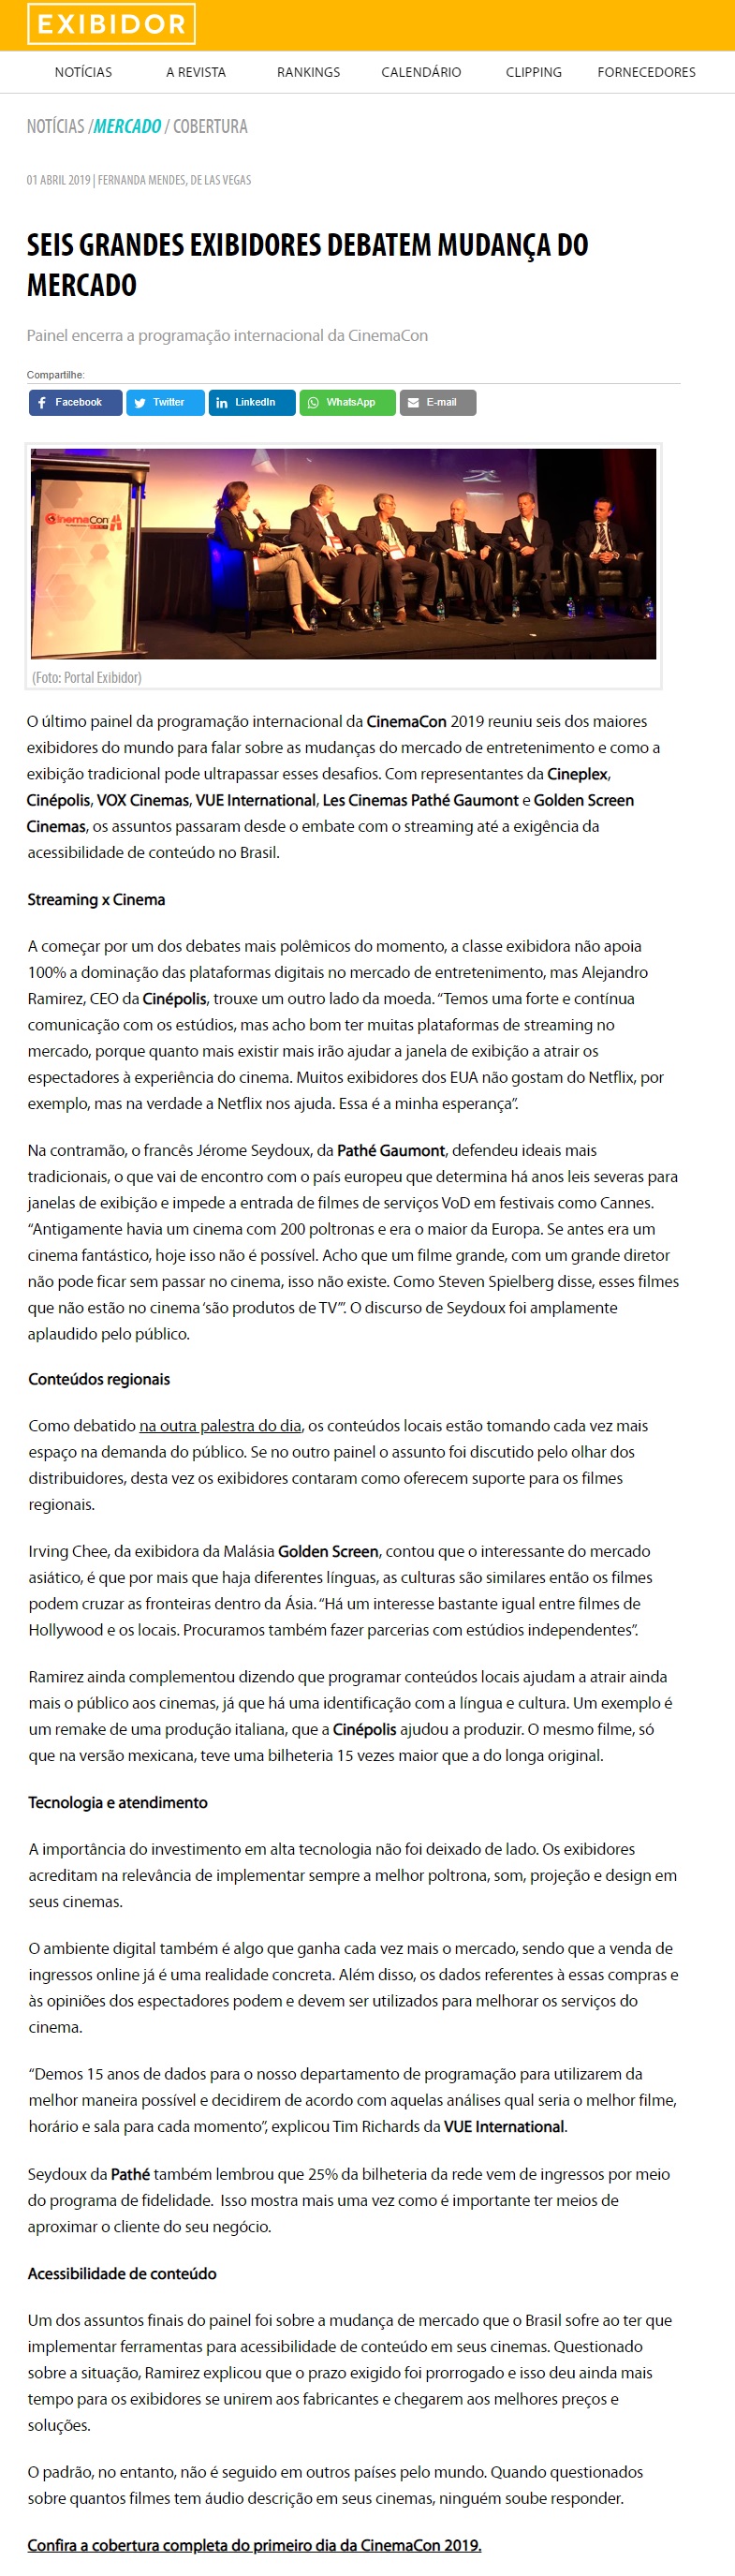 EXIBIDOR
NOTÍCIAS A REVISTA RANKINGS CALENDÁRIO CLIPPING FORNECEDORES
NOTÍCIAS /MERCADO / COBERTURA
01 ABRIL 2019 | FERNANDA MENDES, DE LAS VEGAS
SEIS GRANDES EXIBIDORES DEBATEM MUDANÇA DO
MERCADO
Painel encerra a programação internacional da CinemaCon
Compartilhe:
Facebook Twitter LinkedIn WhatsApp E-mail
CinemaCon
(Foto: Portal Exibidor)
O último painel da programação internacional da CinemaCon 2019 reuniu seis dos maiores
exibidores do mundo para falar sobre as mudanças do mercado de entretenimento e como a
exibição tradicional pode ultrapassar esses desafios. Com representantes da Cineplex,
Cinépolis, VOX Cinemas, VUE International, Les Cinemas Pathé Gaumont e Golden Screen
Cinemas, os assuntos passaram desde o embate com o streaming até a exigência da
acessibilidade de conteúdo no Brasil.
Streaming x Cinema
A começar por um dos debates mais polêmicos do momento, a classe exibidora não apoia
100% a dominação das plataformas digitais no mercado de entretenimento, mas Alejandro
Ramirez, CEO da Cinépolis, trouxe um outro lado da moeda. “Temos uma forte e contínua
comunicação com os estúdios, mas acho bom ter muitas plataformas de streaming no
mercado, porque quanto mais existir mais irão ajudar a janela de exibição a atrair os
espectadores à experiência do cinema. Muitos exibidores dos EUA não gostam do Netflix, por
exemplo, mas na verdade a Netflix nos ajuda. Essa é a minha esperança”.
Na contramão, o francês Jérome Seydoux, da Pathé Gaumont, defendeu ideais mais
tradicionais, o que vai de encontro com o país europeu que determina há anos leis severas para
janelas de exibição e impede a entrada de filmes de serviços VoD em festivais como Cannes.
“Antigamente havia um cinema com 200 poltronas e era o maior da Europa. Se antes era um
cinema fantástico, hoje isso não é possível. Acho que um filme grande, com um grande diretor
não pode ficar sem passar no cinema, isso não existe. Como Steven Spielberg disse, esses filmes
que não estão no cinema ‘são produtos de TV’”. O discurso de Seydoux foi amplamente
aplaudido pelo público.
Conteúdos regionais
Como debatido na outra palestra do dia, os conteúdos locais estão tomando cada vez mais
espaço na demanda do público. Se no outro painel o assunto foi discutido pelo olhar dos
distribuidores, desta vez os exibidores contaram como oferecem suporte para os filmes
regionais.
Irving Chee, da exibidora da Malásia Golden Screen, contou que o interessante do mercado
asiático, é que por mais que haja diferentes línguas, as culturas são similares então os filmes
podem cruzar as fronteiras dentro da Ásia. “Há um interesse bastante igual entre filmes de
Hollywood e os locais. Procuramos também fazer parcerias com estúdios independentes”.
Ramirez ainda complementou dizendo que programar conteúdos locais ajudam a atrair ainda
mais o público aos cinemas, já que há uma identificação com a língua e cultura. Um exemplo é
um remake de uma produção italiana, que a Cinépolis ajudou a produzir. O mesmo filme, só
que na versão mexicana, teve uma bilheteria 15 vezes maior que a do longa original.
Tecnologia e atendimento
A importância do investimento em alta tecnologia não foi deixado de lado. Os exibidores
acreditam na relevância de implementar sempre a melhor poltrona, som, projeção e design em
seus cinemas.
O ambiente digital também é algo que ganha cada vez mais o mercado, sendo que a venda de
ingressos online já é uma realidade concreta. Além disso, os dados referentes à essas compras e
às opiniões dos espectadores podem e devem ser utilizados para melhorar os serviços do
cinema.
“Demos 15 anos de dados para o nosso departamento de programação para utilizarem da
melhor maneira possível e decidirem de acordo com aquelas análises qual seria o melhor filme,
horário e sala para cada momento”, explicou Tim Richards da VUE International.
Seydoux da Pathé também lembrou que 25% da bilheteria da rede vem de ingressos por meio
do programa de fidelidade. Isso mostra mais uma vez como é importante ter meios de
aproximar o cliente do seu negócio.
Acessibilidade de conteúdo
Um dos assuntos finais do painel foi sobre a mudança de mercado que o Brasil sofre ao ter que
implementar ferramentas para acessibilidade de conteúdo em seus cinemas. Questionado
sobre a situação, Ramirez explicou que o prazo exigido foi prorrogado e isso deu ainda mais
tempo para os exibidores se unirem aos fabricantes e chegarem aos melhores preços e
soluções.
O padrão, no entanto, não é seguido em outros países pelo mundo. Quando questionados
sobre quantos filmes tem áudio descrição em seus cinemas, ninguém soube responder.
Confira a cobertura completa do primeiro dia da CinemaCon 2019.